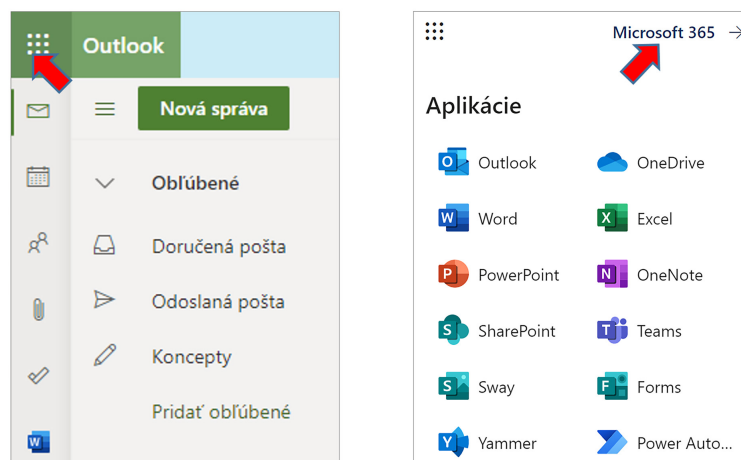 Outlook
Nová správa
Obľúbené
Doručená pošta
Odoslaná pošta
Koncepty
Pridať obľúbené
Microsoft 365
Aplikácie
Outlook
OneDrive
Word
Excel
PowerPoint
OneNote
SharePoint
Teams
Sway
Forms
Yammer
Power Auto...